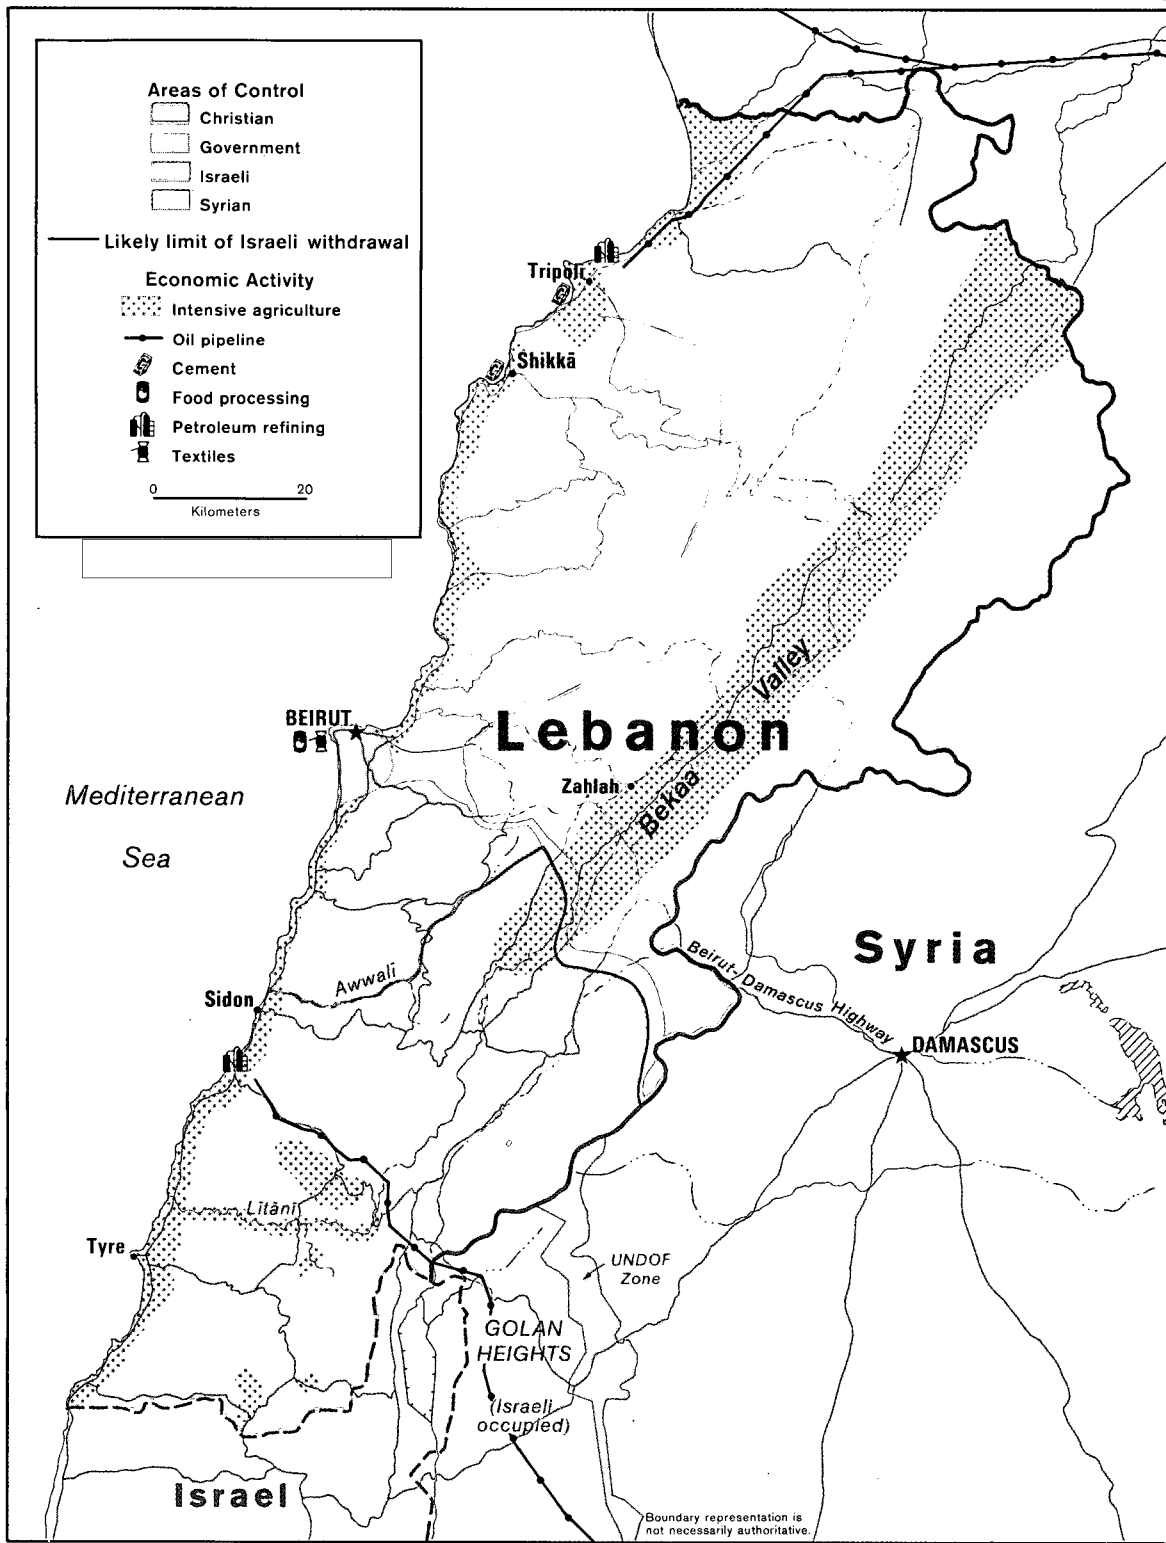 Areas of Control
Christian
Government
Israeli
Syrian
Likely limit of Israeli withdrawal
Economic Activity
Intensive agriculture
Oil pipeline
Cement
Food processing
Petroleum refining
Textiles
0 20
Kilometers
Tripoli
Shikkā
BEIRUT
Lebanon
Bekaa Valley
Zahlah
Mediterranean
Sea
Syria
Beirut-Damascus Highway
Awwalī
Sidon
DAMASCUS
Lītānī
Tyre
UNDOF
Zone
GOLAN
HEIGHTS
(Israeli
occupied)
Israel
Boundary representation is
not necessarily authoritative.